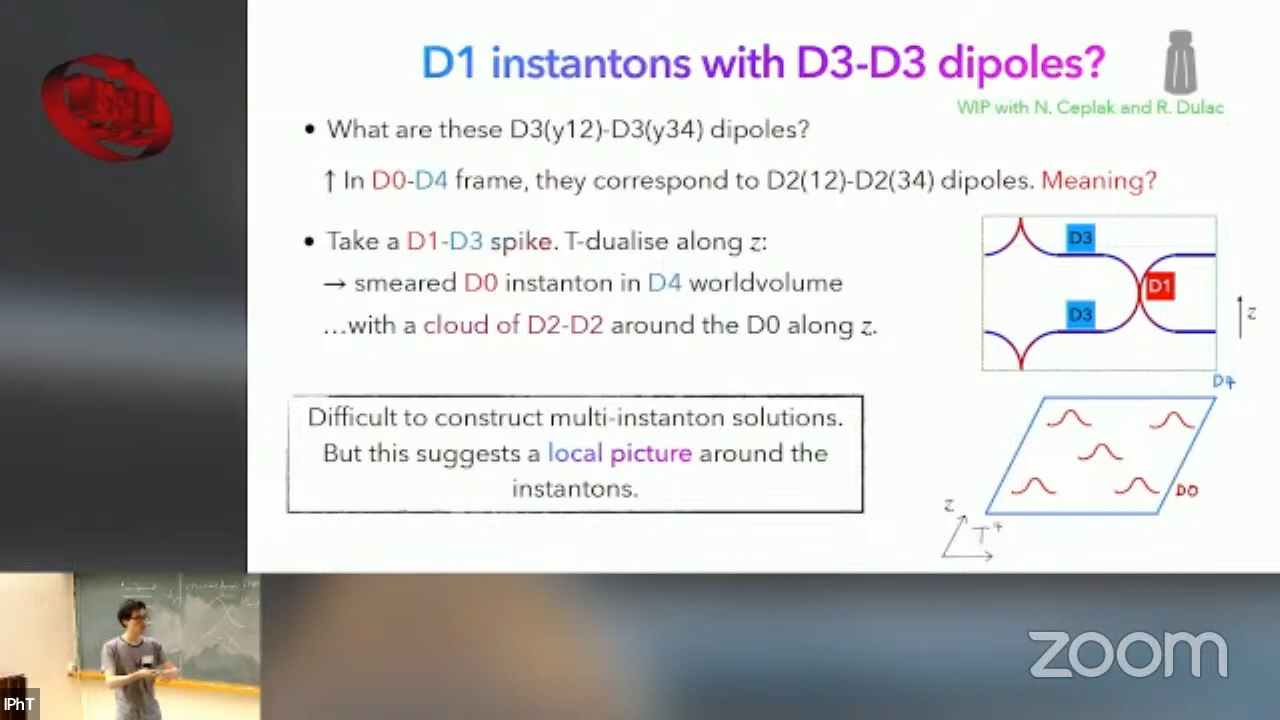 D1 instantons with D3-D3 dipoles?
WIP with N. Ceplak and R. Dulac
• What are these D3(y12)-D3(y34) dipoles?
↑ In D0-D4 frame, they correspond to D2(12)-D2(34) dipoles. Meaning?
• Take a D1-D3 spike. T-dualise along z:
→ smeared D0 instanton in D4 worldvolume
...with a cloud of D2-D2 around the D0 along z.
D3
D1
D3
z
Difficult to construct multi-instanton solutions.
But this suggests a local picture around the
instantons.
D4
D0
z
T⁴
IPhT
zoom